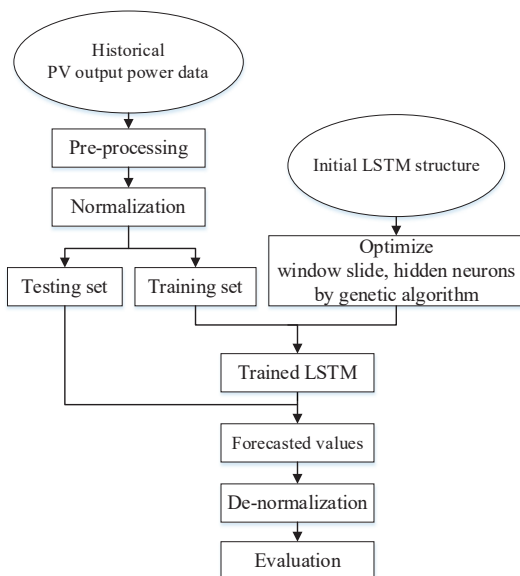 Historical
PV output power data
Pre-processing
Initial LSTM structure
Normalization
Optimize
window slide, hidden neurons
by genetic algorithm
Testing set
Training set
Trained LSTM
Forecasted values
De-normalization
Evaluation